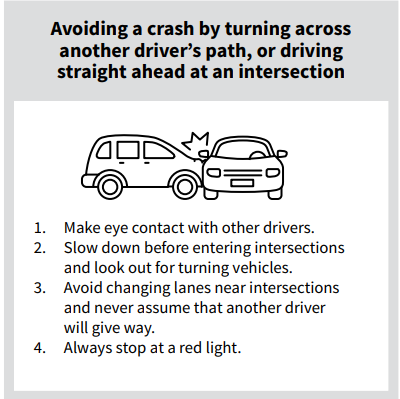 Avoiding a crash by turning across
another driver’s path, or driving
straight ahead at an intersection
1. Make eye contact with other drivers.
2. Slow down before entering intersections
and look out for turning vehicles.
3. Avoid changing lanes near intersections
and never assume that another driver
will give way.
4. Always stop at a red light.